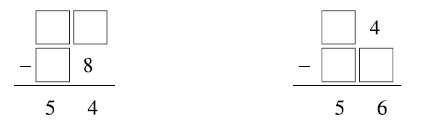 □ □ □ 4
− □ 8 − □ □
5 4 5 6